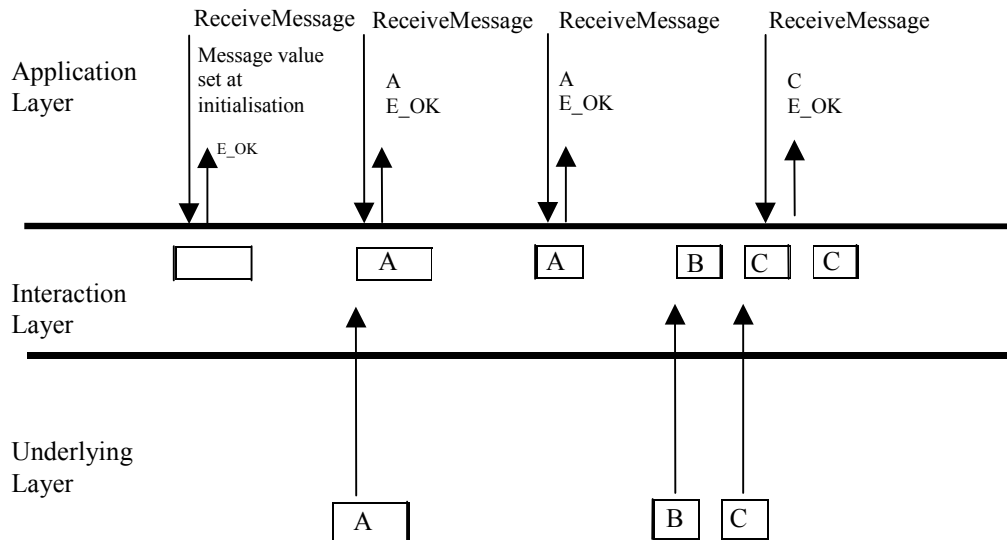 ReceiveMessage
ReceiveMessage
ReceiveMessage
ReceiveMessage
Application
Layer
Message value
set at
initialisation
E_OK
A
E_OK
A
E_OK
C
E_OK
Interaction
Layer
A
A
B
C
C
Underlying
Layer
A
B
C